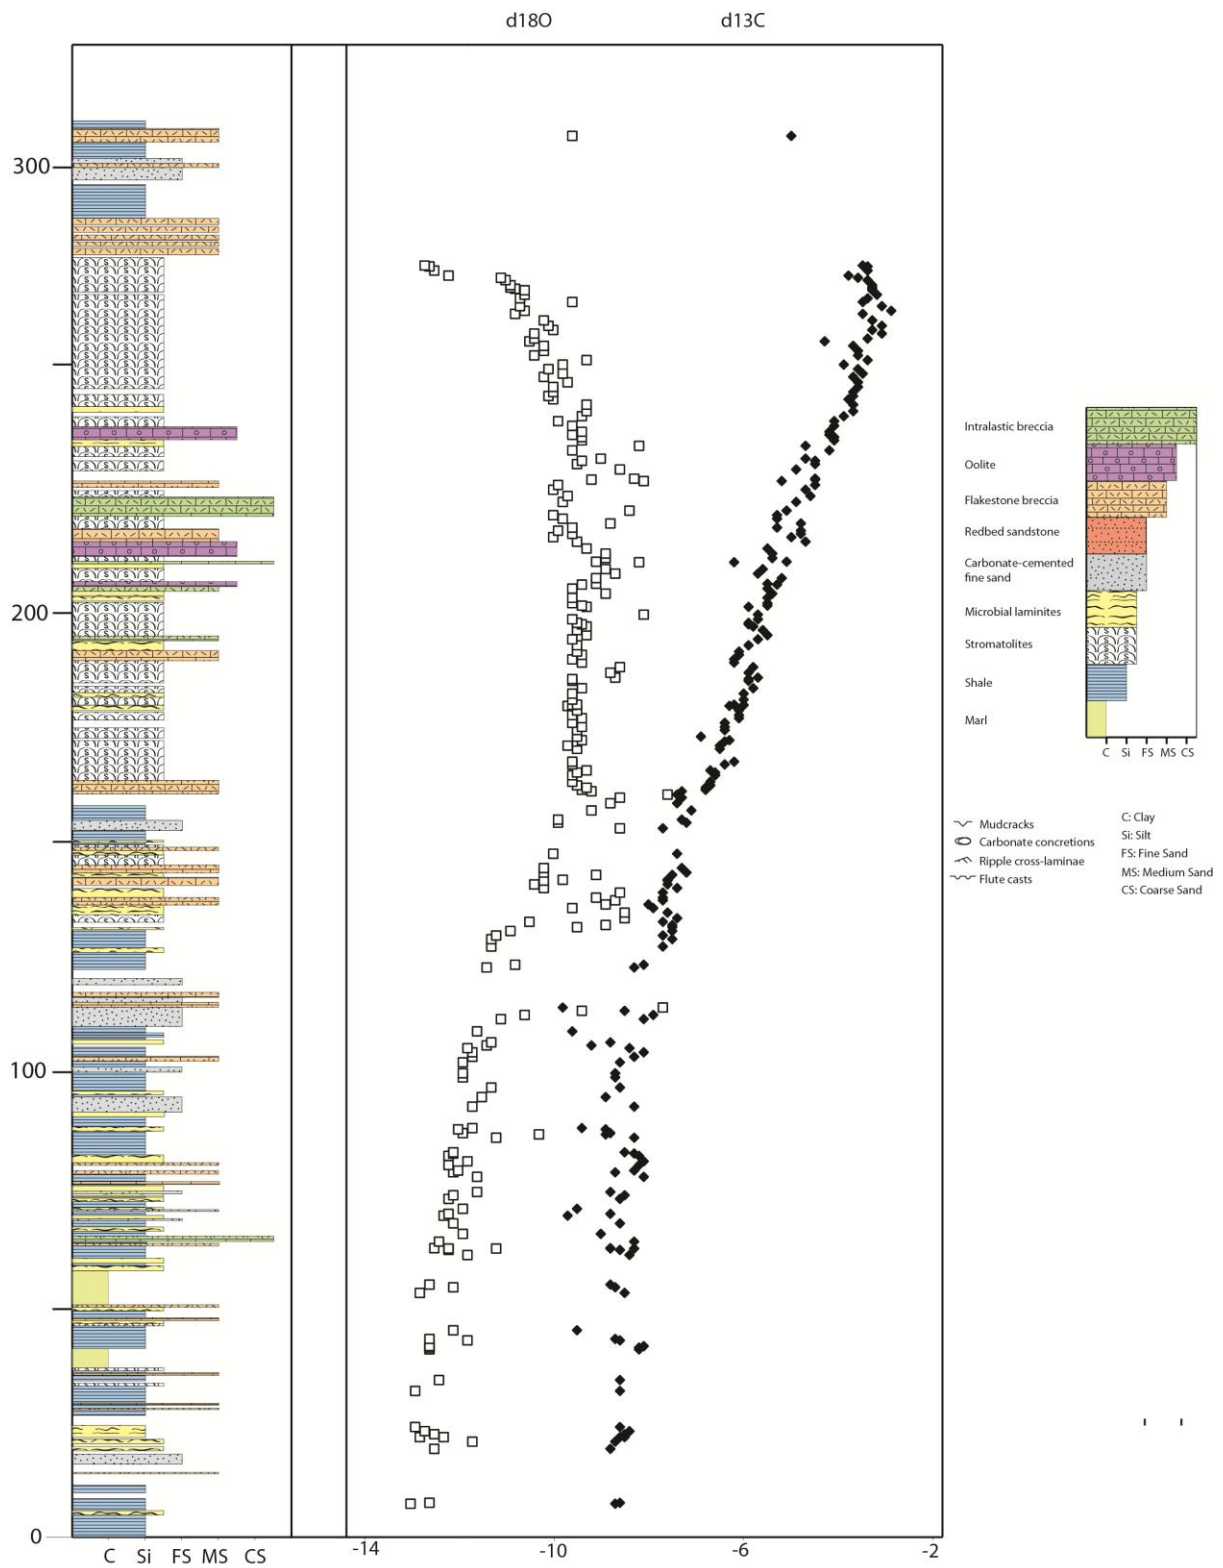 d18O d13C
300
200
100
0
C Si FS MS CS
-14 -10 -6 -2
Intralastic breccia
Oolite
Flakestone breccia
Redbed sandstone
Carbonate-cemented
fine sand
Microbial laminites
Stromatolites
Shale
Marl
C Si FS MS CS
Mudcracks
Carbonate concretions
Ripple cross-laminae
Flute casts
C: Clay
Si: Silt
FS: Fine Sand
MS: Medium Sand
CS: Coarse Sand